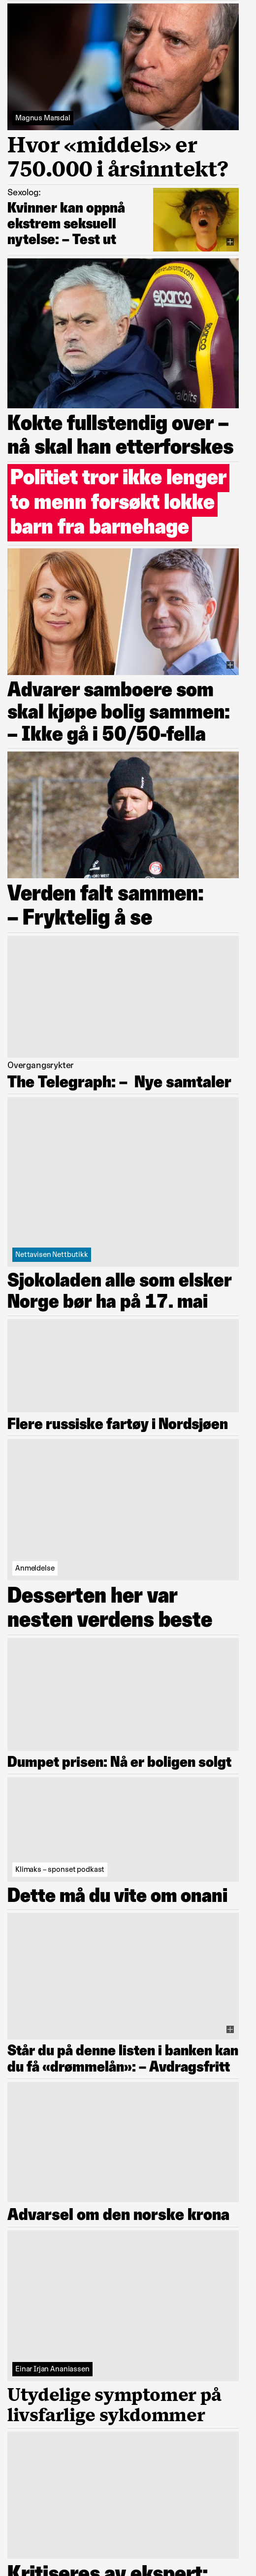 Magnus Marsdal
Hvor «middels» er
750.000 i årsinntekt?
Sexolog:
Kvinner kan oppnå
ekstrem seksuell
nytelse: – Test ut
sparco
Kokte fullstendig over –
nå skal han etterforskes
Politiet tror ikke lenger
to menn forsøkt lokke
barn fra barnehage
Advarer samboere som
skal kjøpe bolig sammen:
– Ikke gå i 50/50-fella
Verden falt sammen:
– Fryktelig å se
Overgangsrykter
The Telegraph: – Nye samtaler
Nettavisen Nettbutikk
Sjokoladen alle som elsker
Norge bør ha på 17. mai
Flere russiske fartøy i Nordsjøen
Anmeldelse
Desserten her var
nesten verdens beste
Dumpet prisen: Nå er boligen solgt
Klimaks – sponset podkast
Dette må du vite om onani
Står du på denne listen i banken kan
du få «drømmelån»: – Avdragsfritt
Advarsel om den norske krona
Einar Irjan Ananiassen
Utydelige symptomer på
livsfarlige sykdommer
Kritiseres av ekspert: